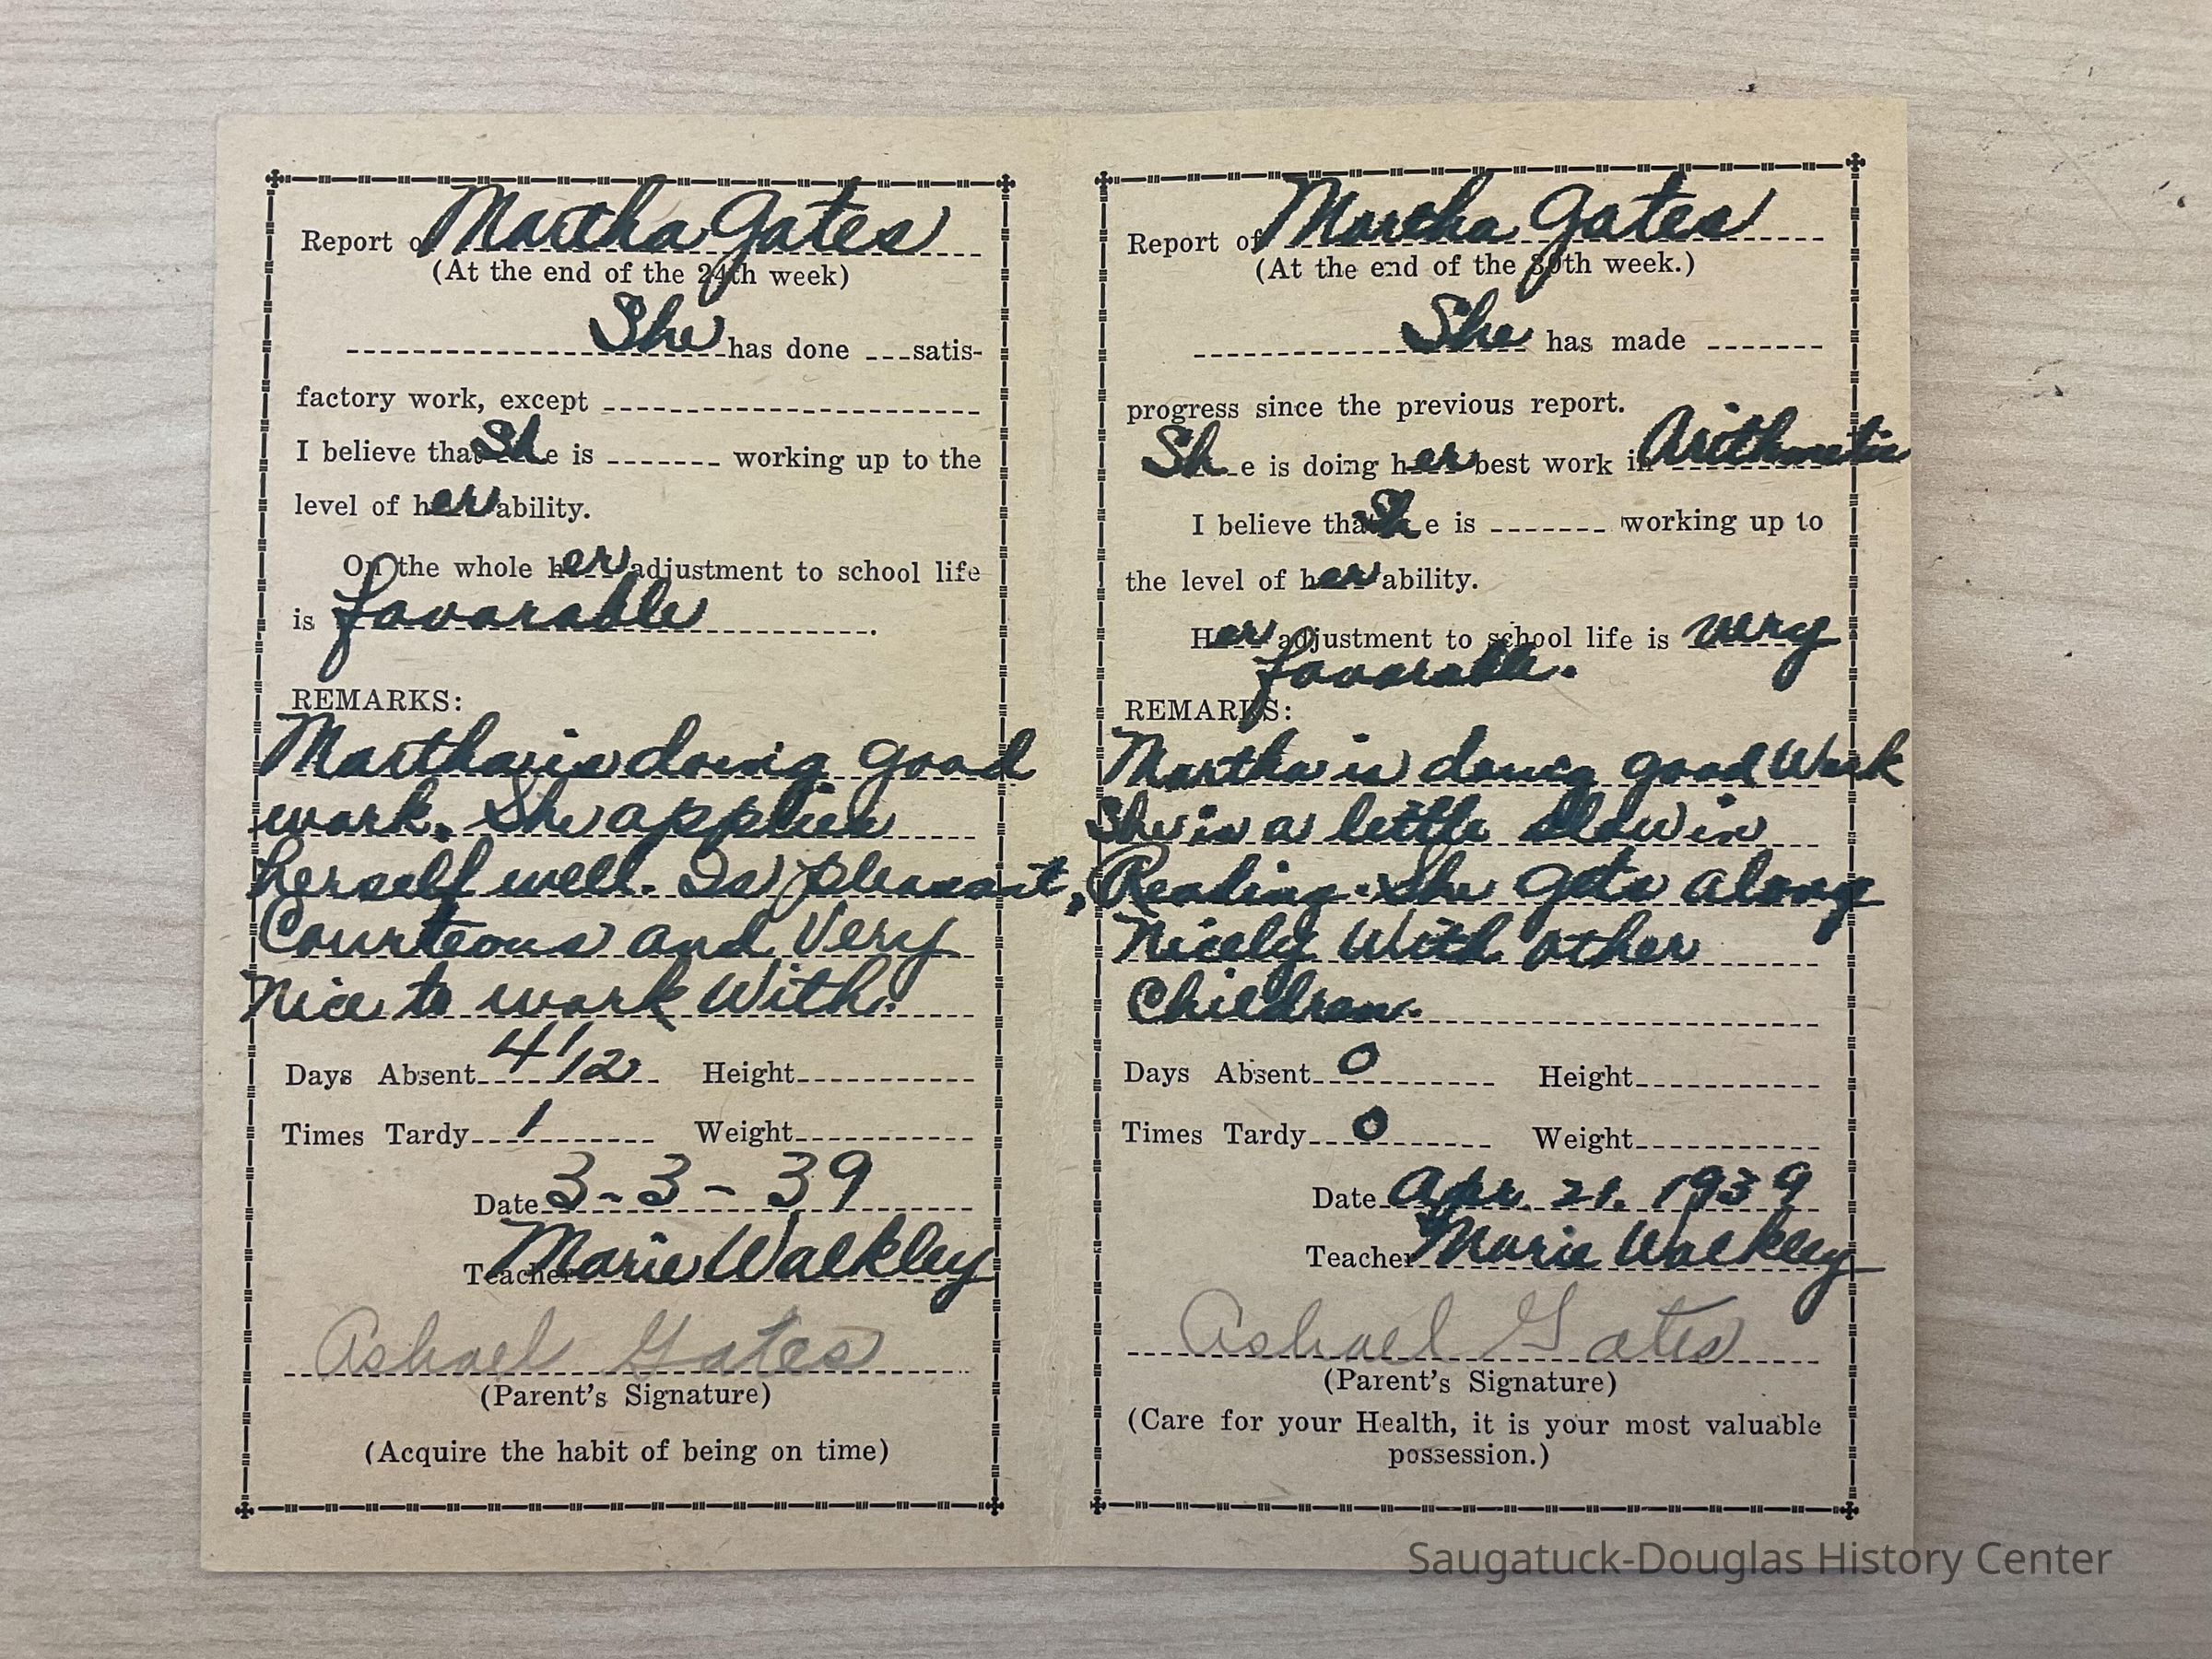 Report of Martha Gates
(At the end of the 24th week)
She has done satis-
factory work, except
I believe that She is working up to the
level of her ability.
On the whole her adjustment to school life
is favorable.
REMARKS:
Martha is doing good
work. She applies
herself well. Is pleasant,
Courteous and Very
Nice to work With.
Days Absent 4 1/2 Height
Times Tardy 1 Weight
Date 3-3-39
Teacher Marie Walkley
Ashael Gates
(Parent's Signature)
(Acquire the habit of being on time)
Report of Martha Gates
(At the end of the 30th week.)
She has made
progress since the previous report.
She is doing her best work in Arithmetic
I believe that She is working up to
the level of her ability.
Her adjustment to school life is very
favorable.
REMARKS:
Martha is doing good Work
She is a little slow in
Reading. She gets along
Nicely With other
Children.
Days Absent 0 Height
Times Tardy 0 Weight
Date Apr. 21. 1939
Teacher Marie Walkley
Ashael Gates
(Parent's Signature)
(Care for your Health, it is your most valuable
possession.)
Saugatuck-Douglas History Center